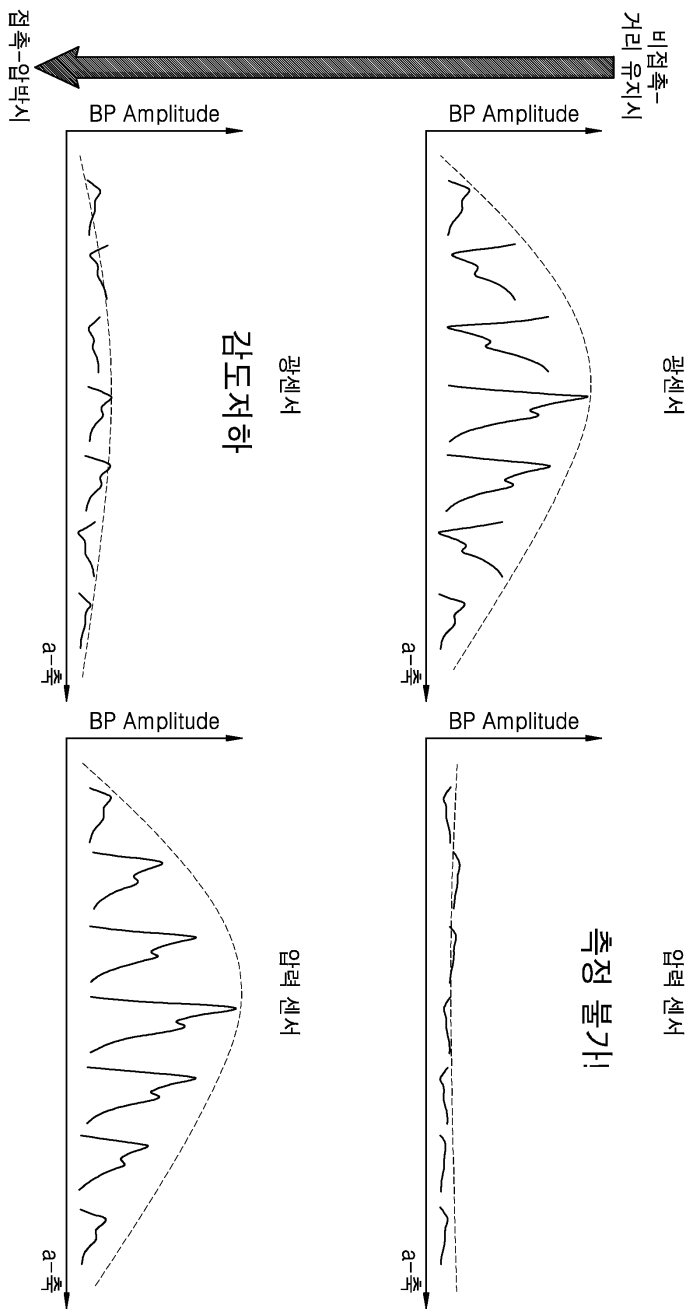 광센서
압력 센서
비접촉-
거리 유지시
측정 불가!
BP Amplitude
BP Amplitude
a-축
a-축
광센서
압력 센서
감도저하
BP Amplitude
BP Amplitude
a-축
a-축
접촉-압박시